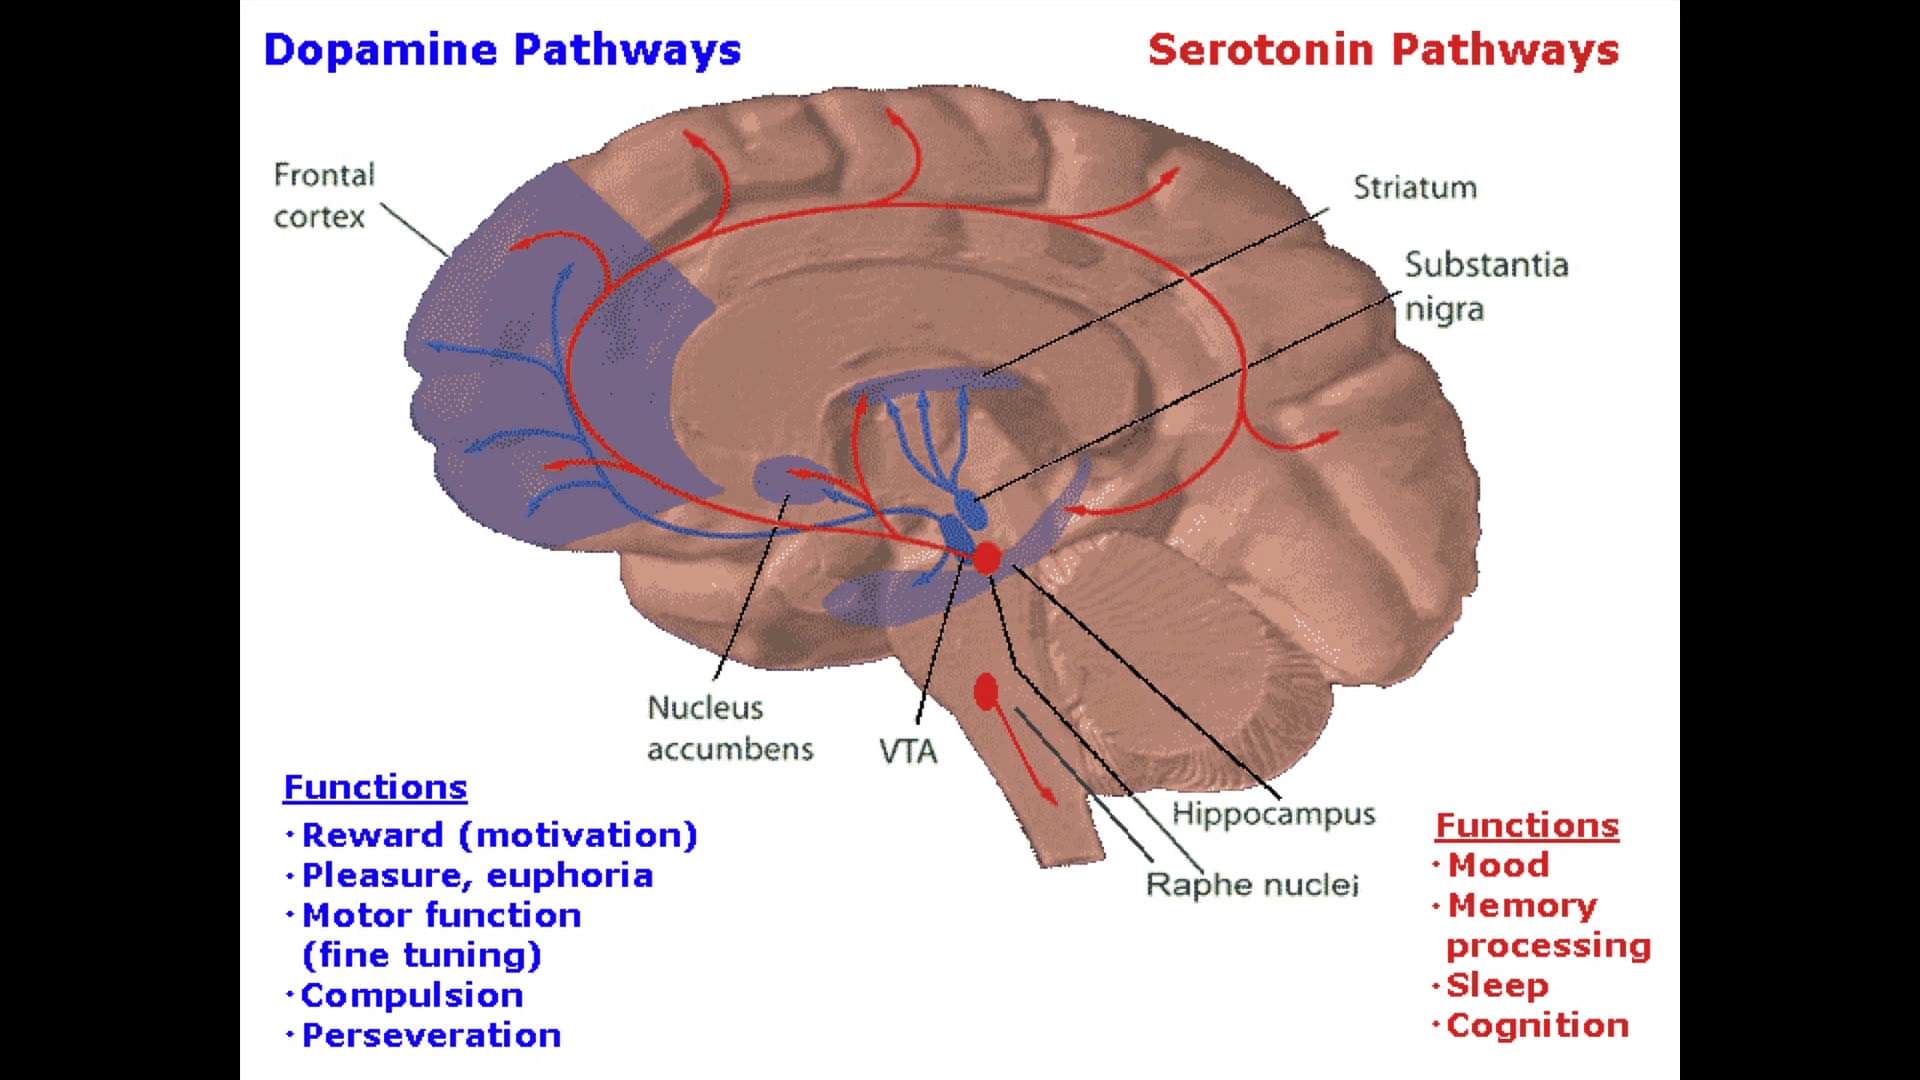 Dopamine Pathways
Serotonin Pathways
Frontal
cortex
Striatum
Substantia
nigra
Nucleus
accumbens
VTA
Hippocampus
Raphe nuclei
Functions
· Reward (motivation)
· Pleasure, euphoria
· Motor function
(fine tuning)
· Compulsion
· Perseveration
Functions
· Mood
· Memory
processing
· Sleep
· Cognition